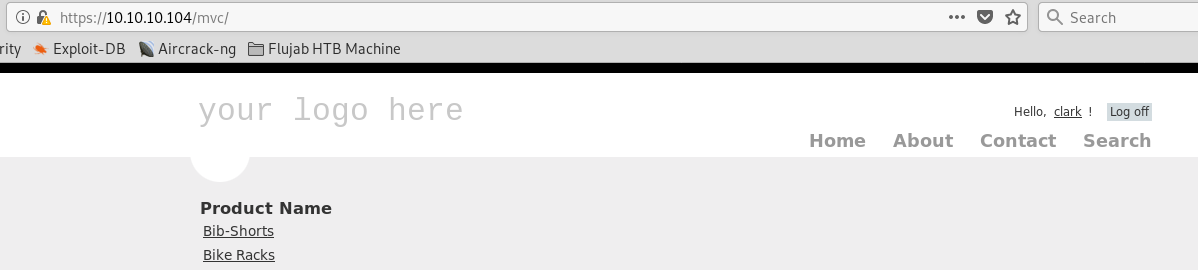 https://10.10.10.104/mvc/ Search
rity Exploit-DB Aircrack-ng Flujab HTB Machine
your logo here
Hello, clark ! Log off
Home About Contact Search
Product Name
Bib-Shorts
Bike Racks